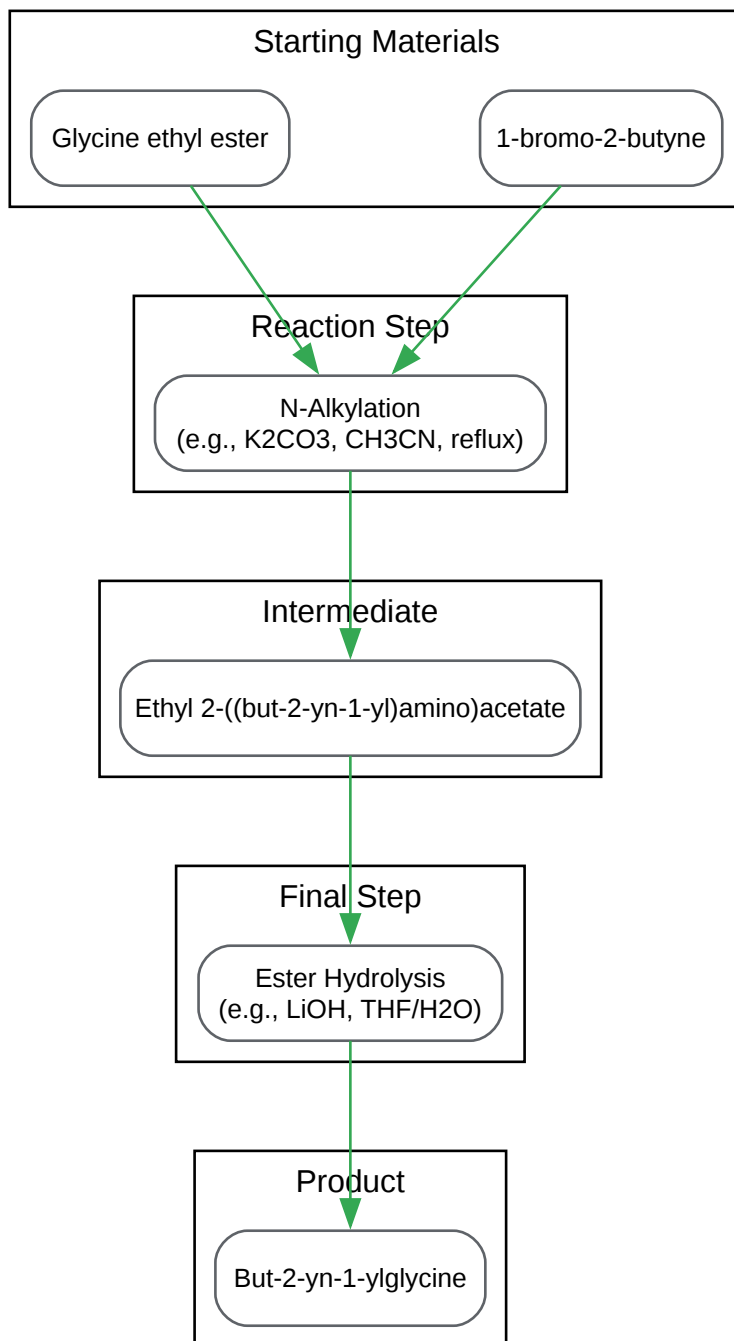 Starting Materials
Glycine ethyl ester
1-bromo-2-butyne
Reaction Step
N-Alkylation
(e.g., K2CO3, CH3CN, reflux)
Intermediate
Ethyl 2-((but-2-yn-1-yl)amino)acetate
Final Step
Ester Hydrolysis
(e.g., LiOH, THF/H2O)
Product
But-2-yn-1-ylglycine